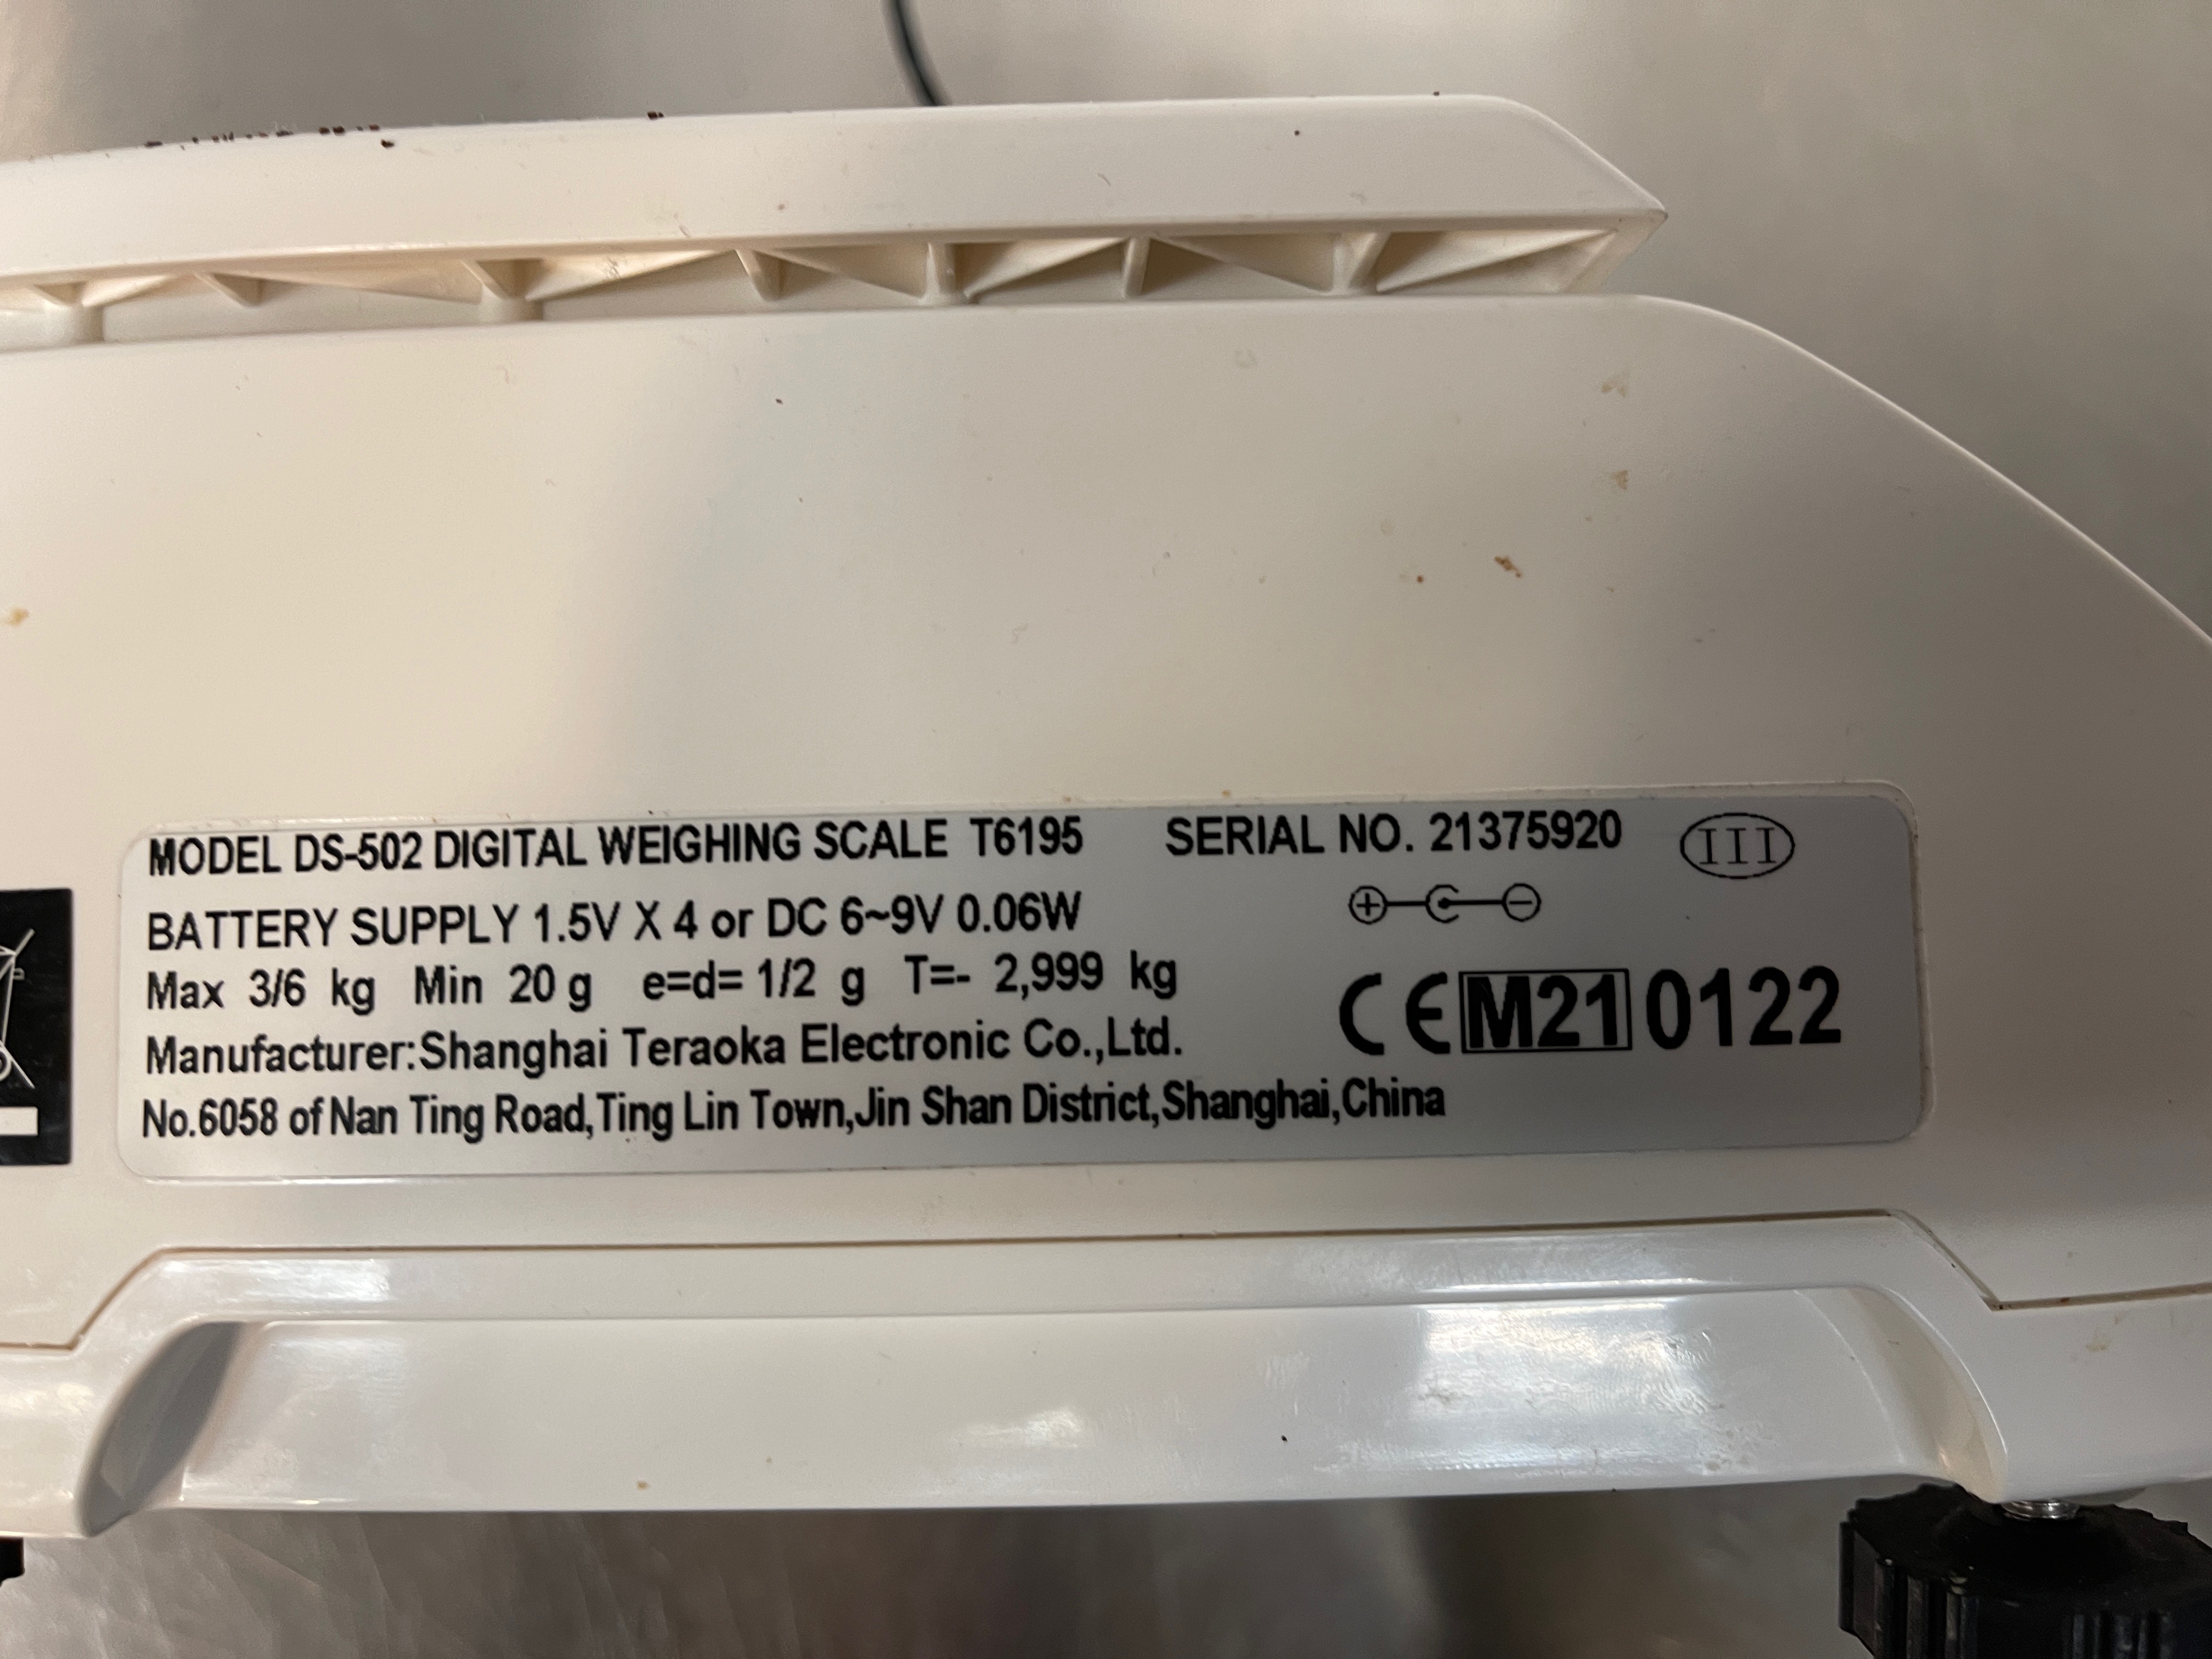 MODEL DS-502 DIGITAL WEIGHING SCALE T6195 SERIAL NO. 21375920 III
BATTERY SUPPLY 1.5V X 4 or DC 6~9V 0.06W
Max 3/6 kg Min 20 g e=d= 1/2 g T=- 2,999 kg
CE M21 0122
Manufacturer:Shanghai Teraoka Electronic Co.,Ltd.
No.6058 of Nan Ting Road,Ting Lin Town,Jin Shan District,Shanghai,China